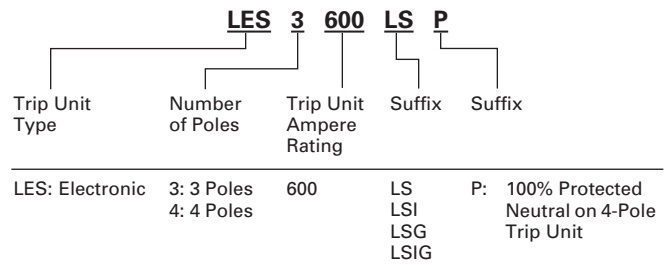 LES 3 600 LS P
Trip Unit Type
Number of Poles
Trip Unit Ampere Rating
Suffix
Suffix
LES: Electronic
3: 3 Poles
4: 4 Poles
600
LS
LSI
LSG
LSIG
P: 100% Protected
Neutral on 4-Pole
Trip Unit